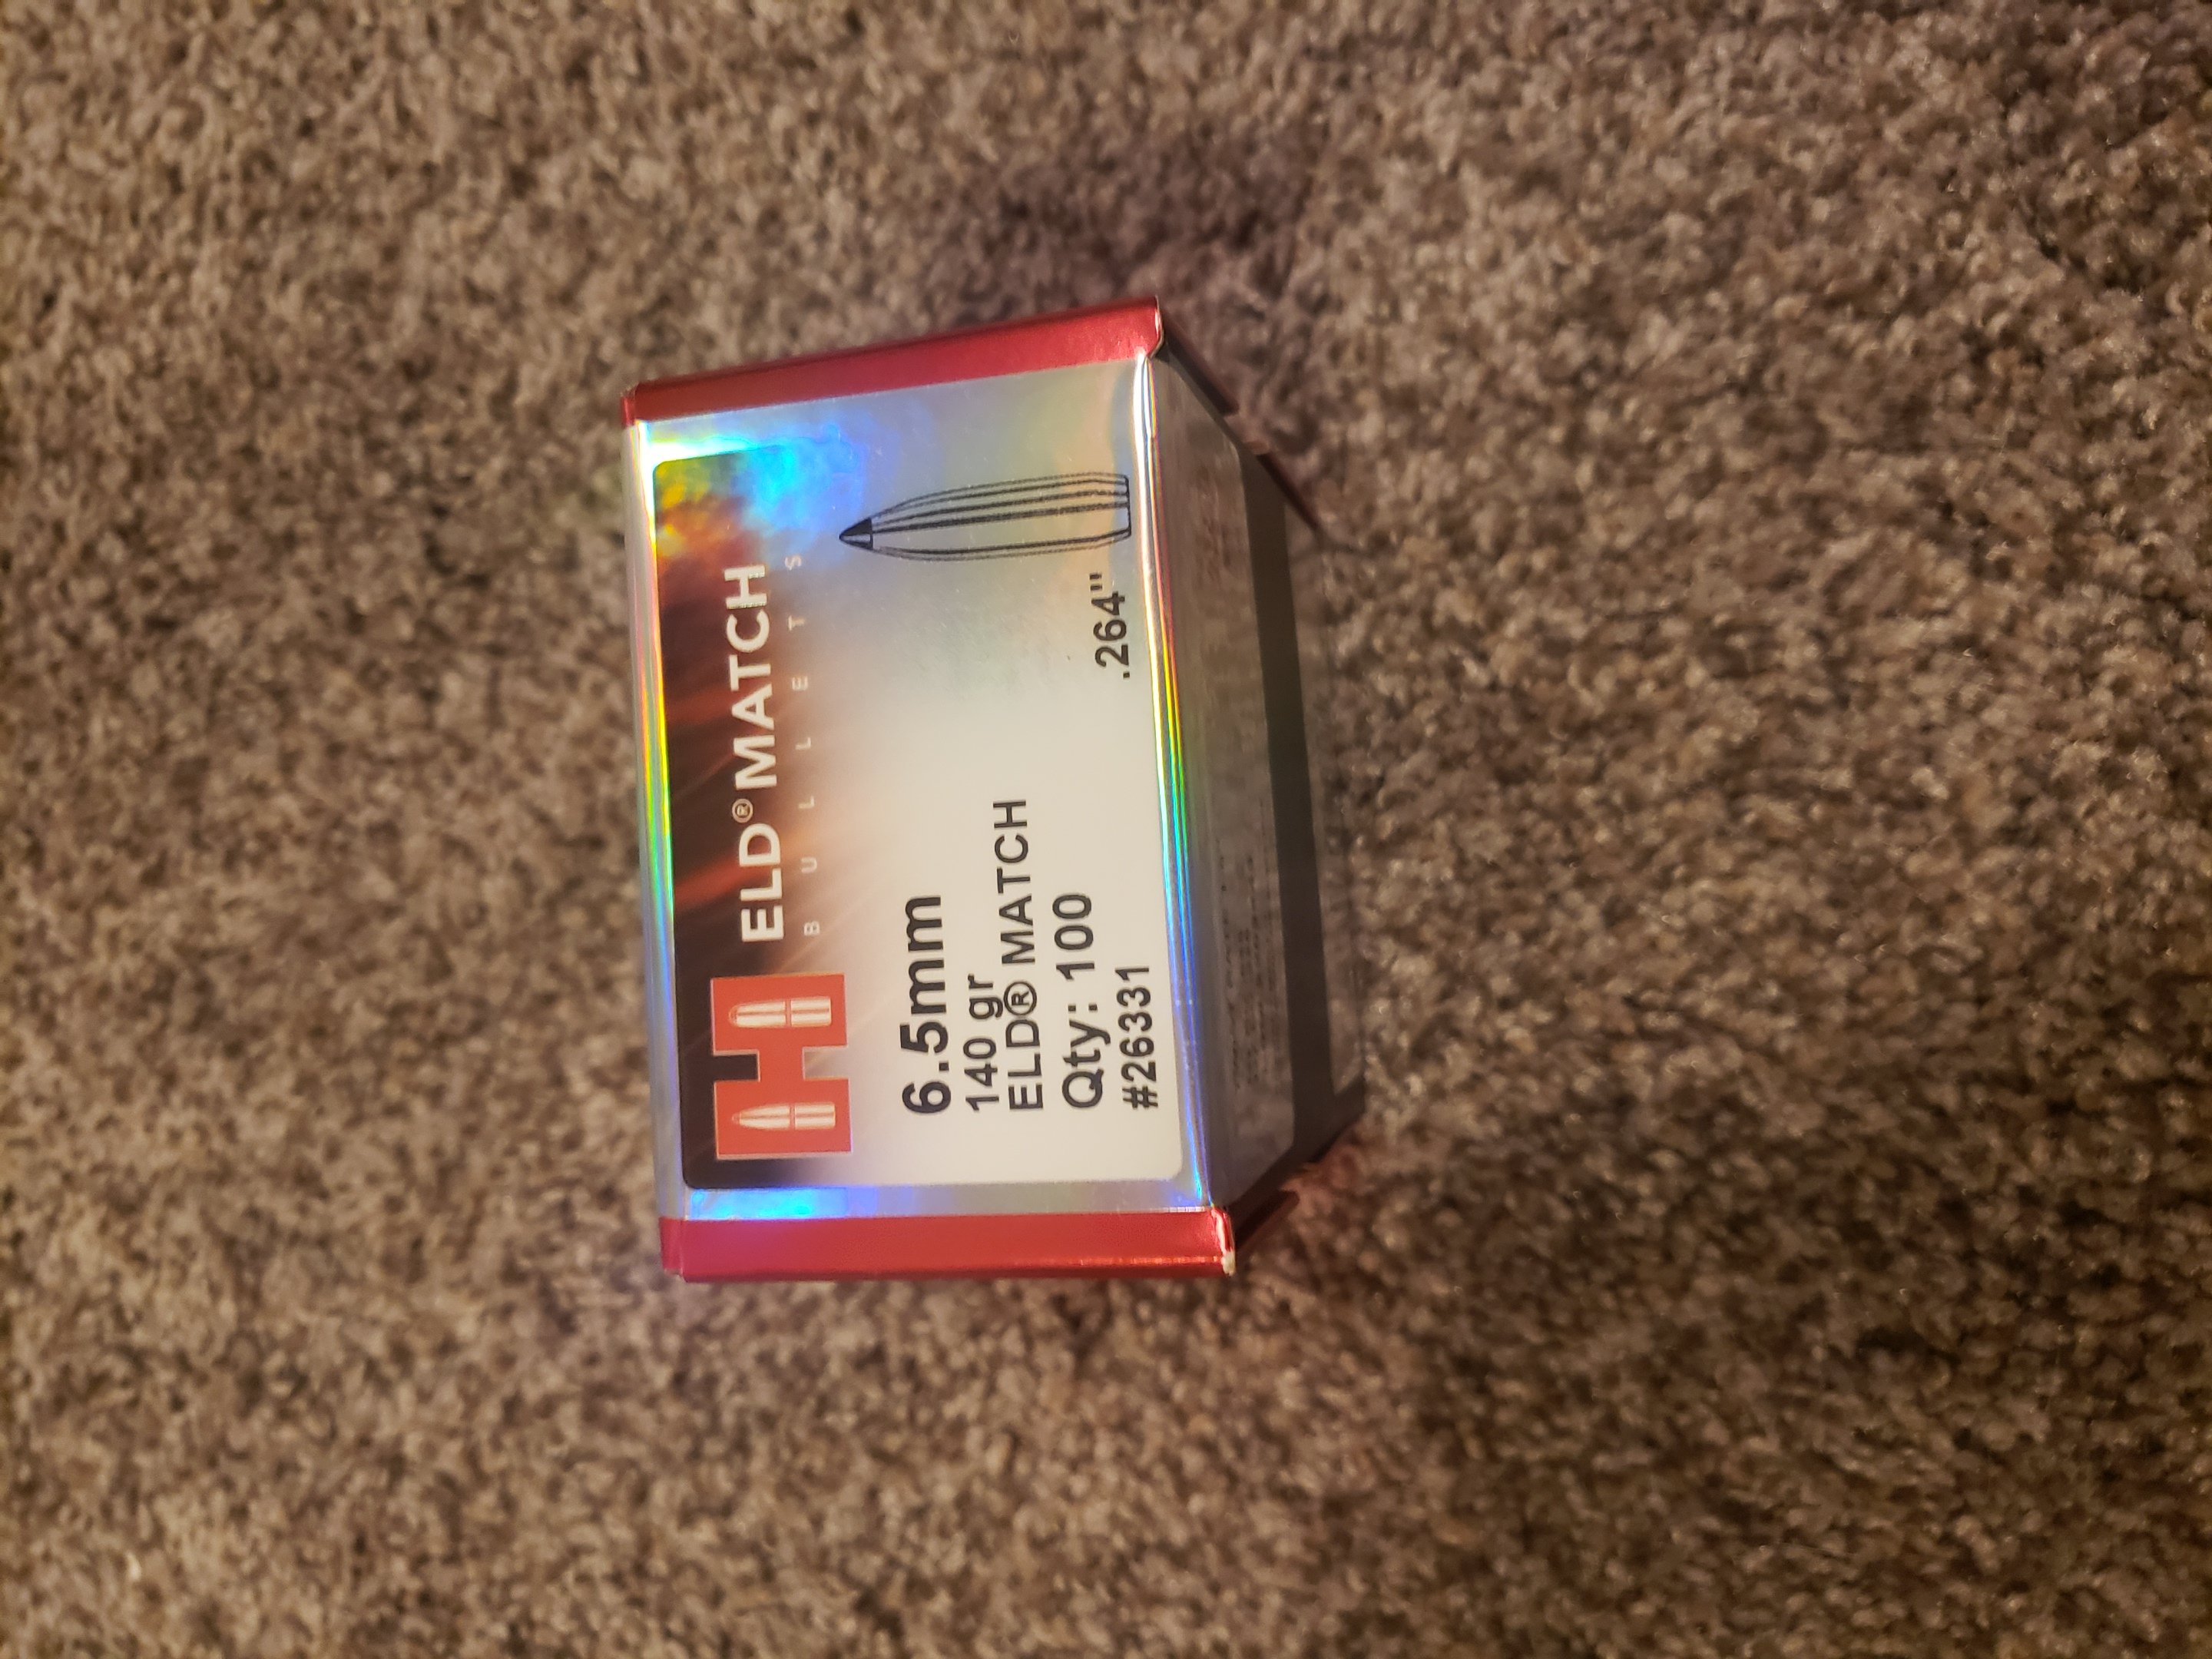 ELD® MATCH
BULLETS
6.5mm
140 gr
ELD® MATCH
Qty: 100
#26331
.264"